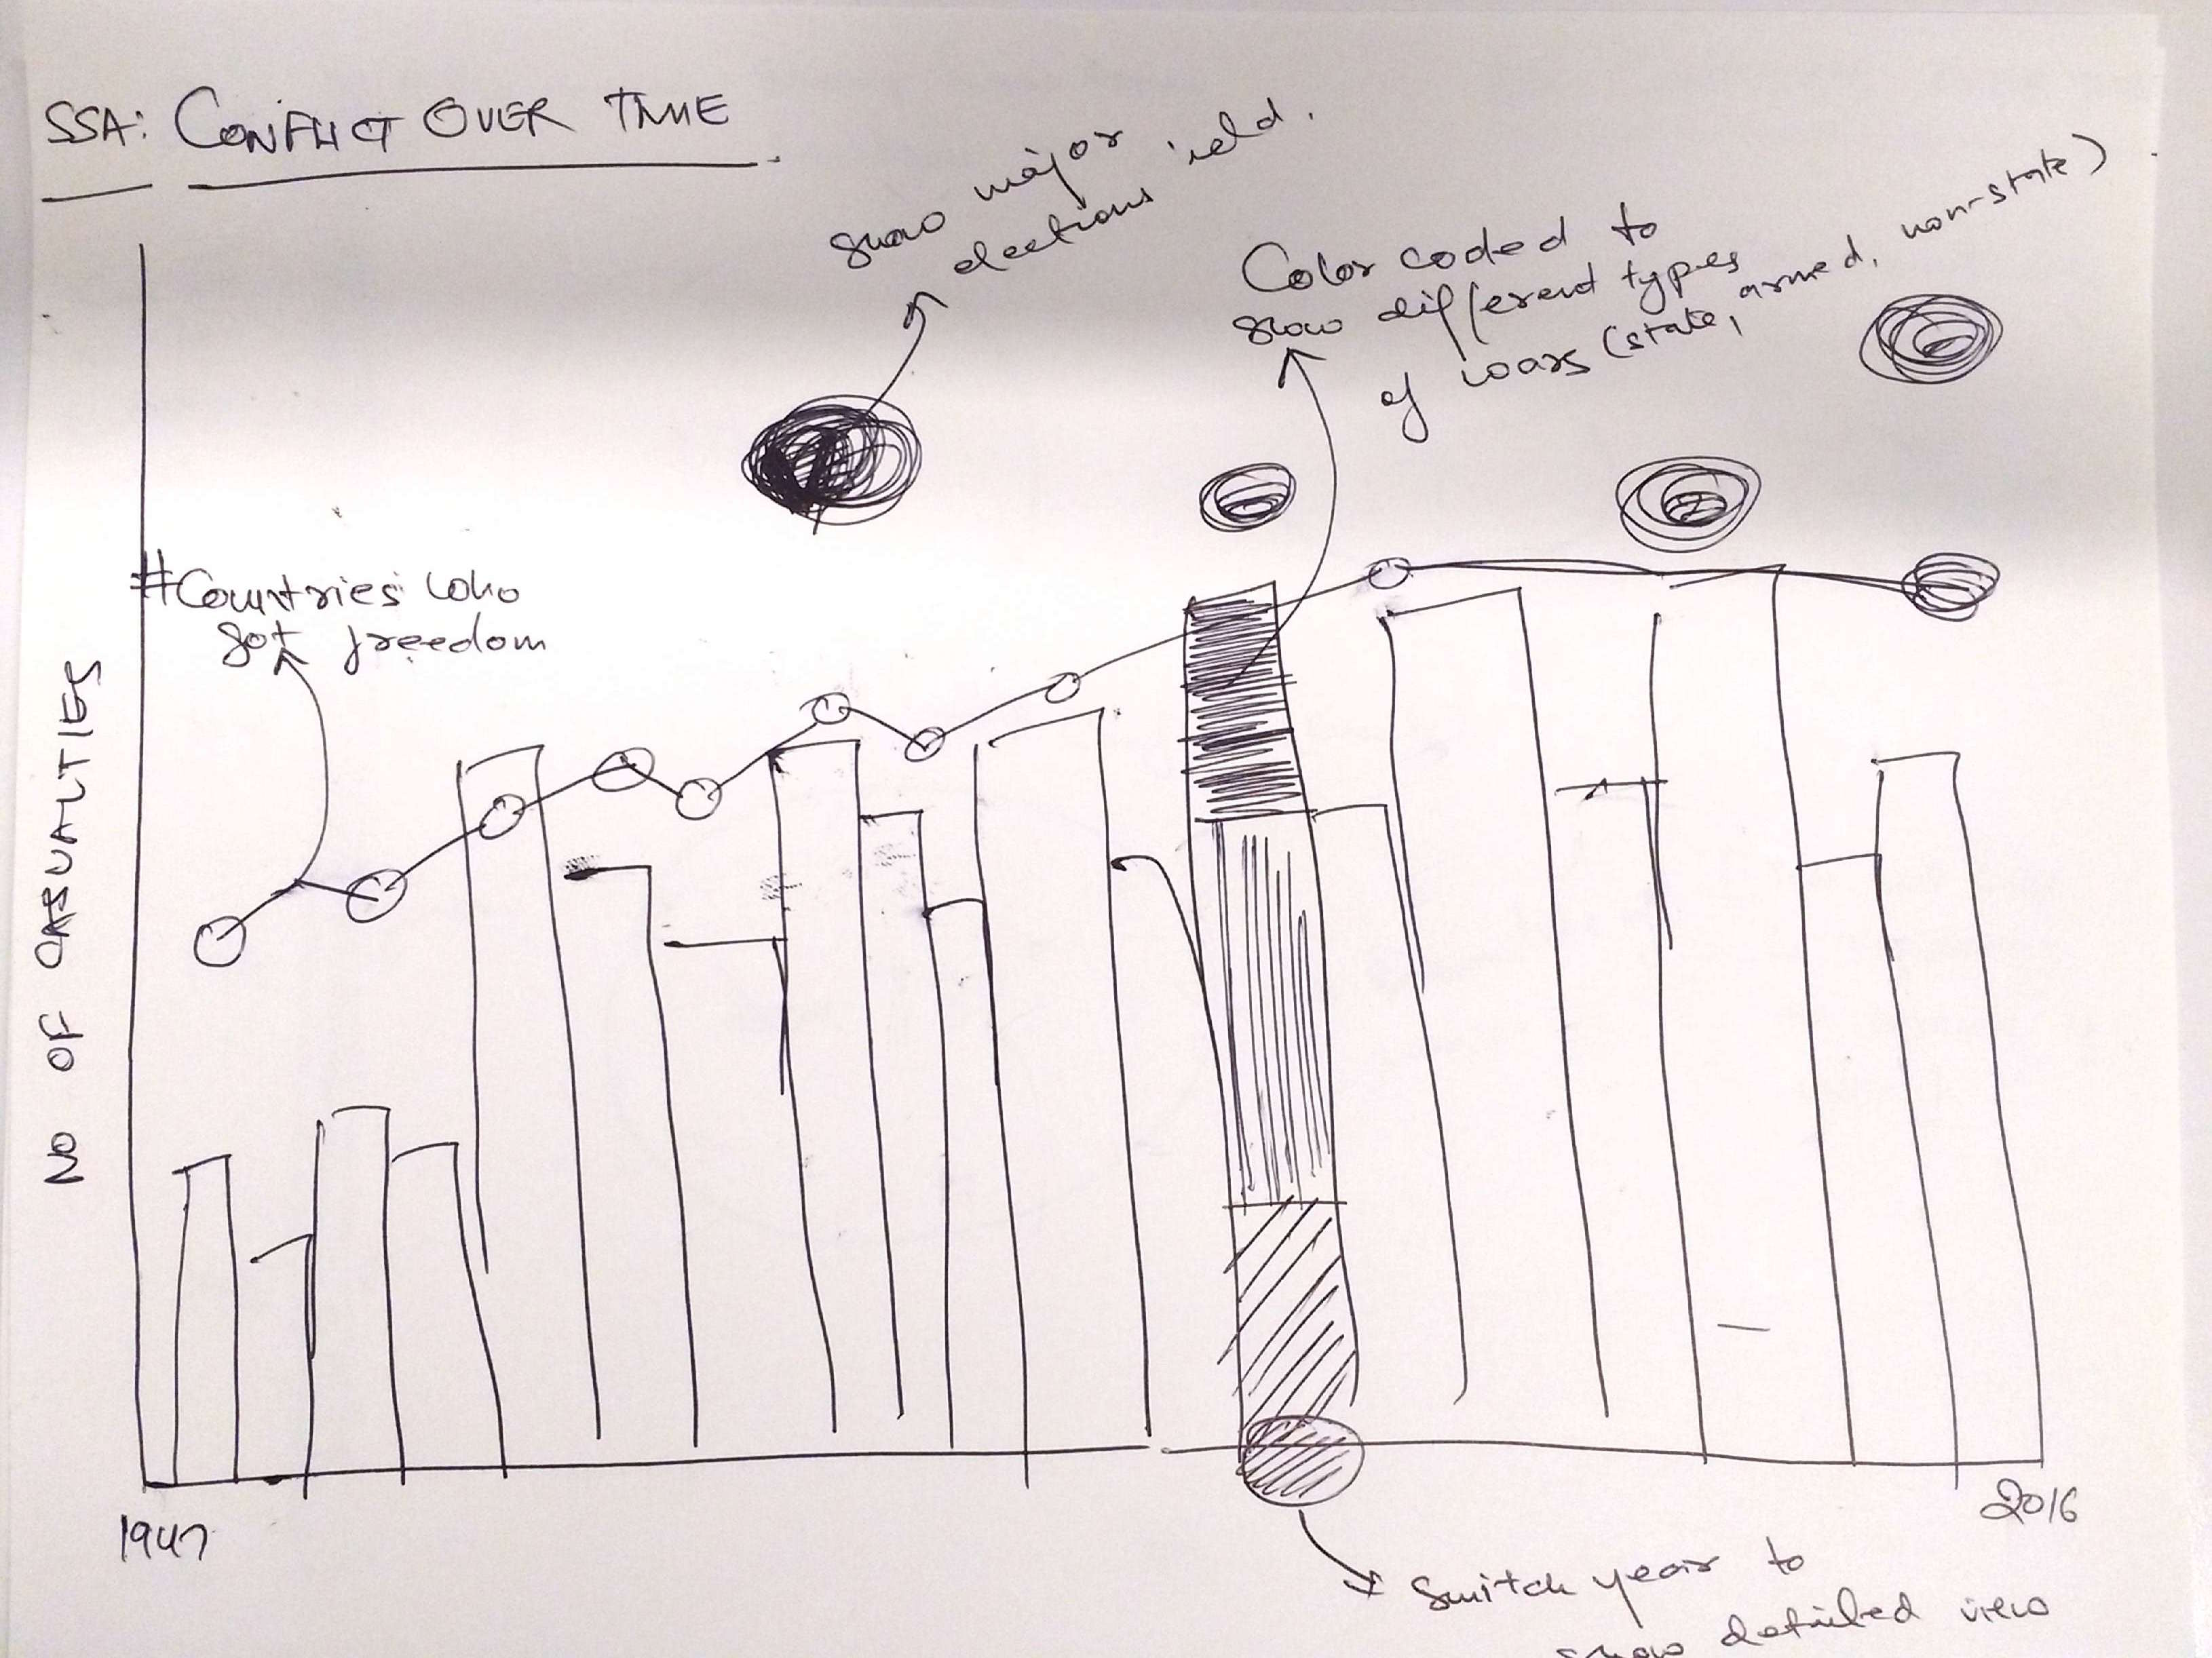 SSA: CONFLICT OVER TIME
show major
elections held.
Color coded to
show different types
of wars (state, armed, non-state)
#Countries who
got freedom
NO OF CASUALTIES
1947
2016
Switch year to
show detailed view